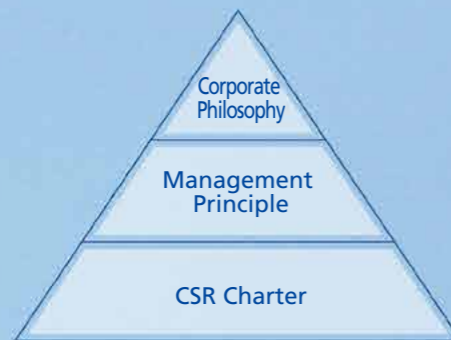 Corporate
Philosophy
Management
Principle
CSR Charter